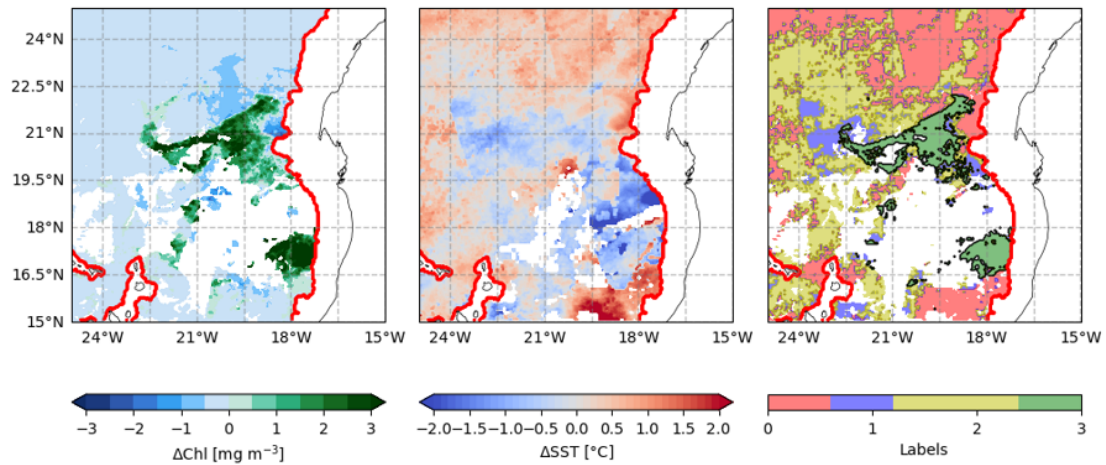 24°N
22.5°N
21°N
19.5°N
18°N
16.5°N
15°N
24°W 21°W 18°W 15°W
24°W 21°W 18°W 15°W
24°W 21°W 18°W 15°W
−3 −2 −1 0 1 2 3
ΔChl [mg m⁻³]
−2.0−1.5−1.0−0.5 0.0 0.5 1.0 1.5 2.0
ΔSST [°C]
0 1 2 3
Labels